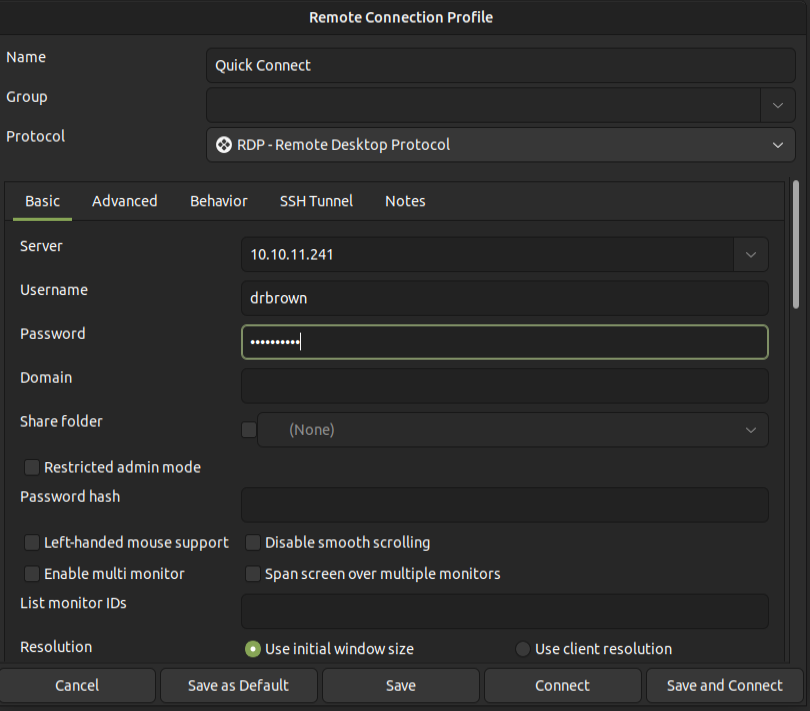 Remote Connection Profile
Name
Quick Connect
Group
Protocol
RDP - Remote Desktop Protocol
Basic Advanced Behavior SSH Tunnel Notes
Server
10.10.11.241
Username
drbrown
Password
••••••••••
Domain
Share folder
(None)
Restricted admin mode
Password hash
Left-handed mouse support Disable smooth scrolling
Enable multi monitor Span screen over multiple monitors
List monitor IDs
Resolution
Use initial window size Use client resolution
Cancel Save as Default Save Connect Save and Connect